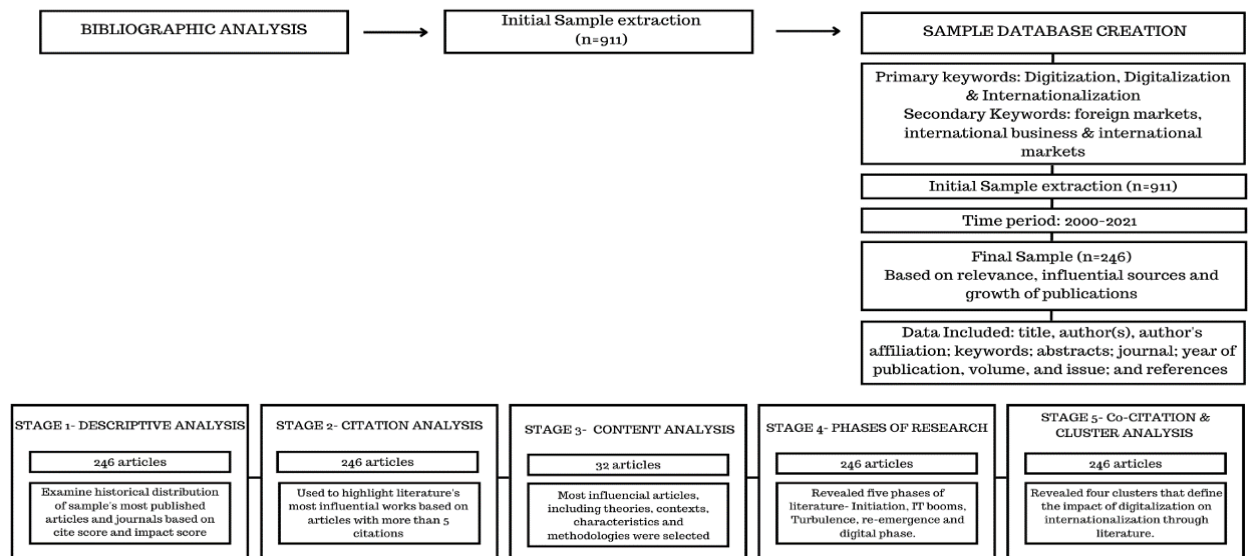 BIBLIOGRAPHIC ANALYSIS
Initial Sample extraction
(n=911)
SAMPLE DATABASE CREATION
Primary keywords: Digitization, Digitalization
& Internationalization
Secondary Keywords: foreign markets,
international business & international
markets
Initial Sample extraction (n=911)
Time period: 2000-2021
Final Sample (n=246)
Based on relevance, influential sources and
growth of publications
Data Included: title, author(s), author's
affiliation; keywords; abstracts; journal; year of
publication, volume, and issue; and references
STAGE 1- DESCRIPTIVE ANALYSIS
246 articles
Examine historical distribution
of sample's most published
articles and journals based on
cite score and impact score
STAGE 2- CITATION ANALYSIS
246 articles
Used to highlight literature's
most influential works based on
articles with more than 5
citations
STAGE 3- CONTENT ANALYSIS
32 articles
Most influencial articles,
including theories, contexts,
characteristics and
methodologies were selected
STAGE 4- PHASES OF RESEARCH
246 articles
Revealed five phases of
literature- Initiation, IT booms,
Turbulence, re-emergence and
digital phase.
STAGE 5- Co-CITATION &
CLUSTER ANALYSIS
246 articles
Revealed four clusters that define
the impact of digitalization on
internationalization through
literature.